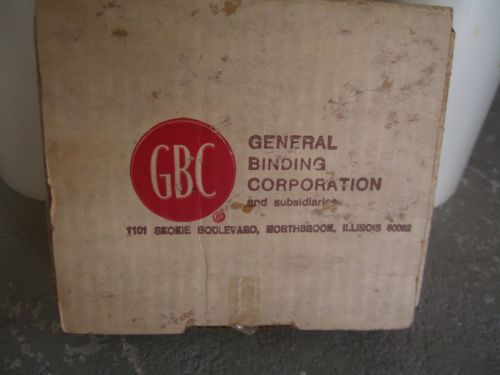 GBC
®
GENERAL
BINDING
CORPORATION
and subsidiaries
1101 SKOKIE BOULEVARD, NORTHBROOK, ILLINOIS 60062